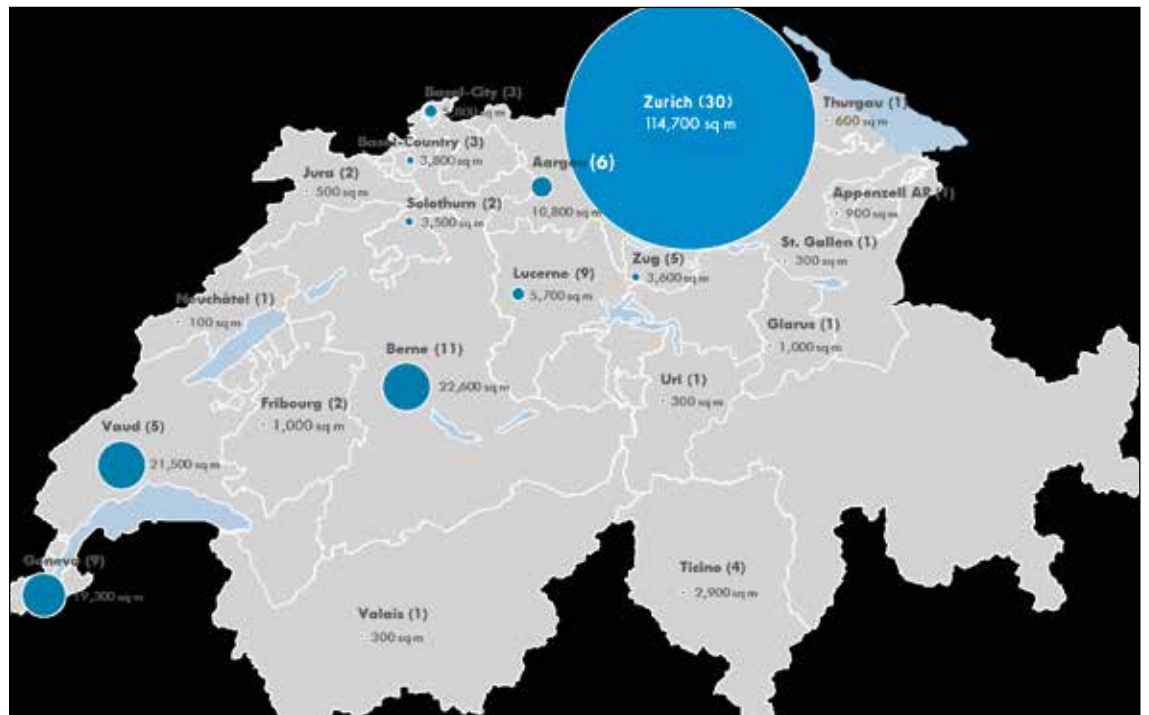 Basel-City (3)
sq m
Zurich (30)
114,700 sq m
Thurgau (1)
600 sq m
Basel-Country (3)
3,800 sq m
Aargau (6)
10,800 sq m
Jura (2)
500 sq m
Solothurn (2)
3,500 sq m
Appenzell AR (1)
900 sq m
St. Gallen (1)
300 sq m
Zug (5)
3,600 sq m
Lucerne (9)
5,700 sq m
Neuchâtel (1)
100 sq m
Glarus (1)
1,000 sq m
Berne (11)
22,600 sq m
Uri (1)
300 sq m
Fribourg (2)
1,000 sq m
Vaud (5)
21,500 sq m
Geneva (9)
19,300 sq m
Ticino (4)
2,900 sq m
Valais (1)
300 sq m